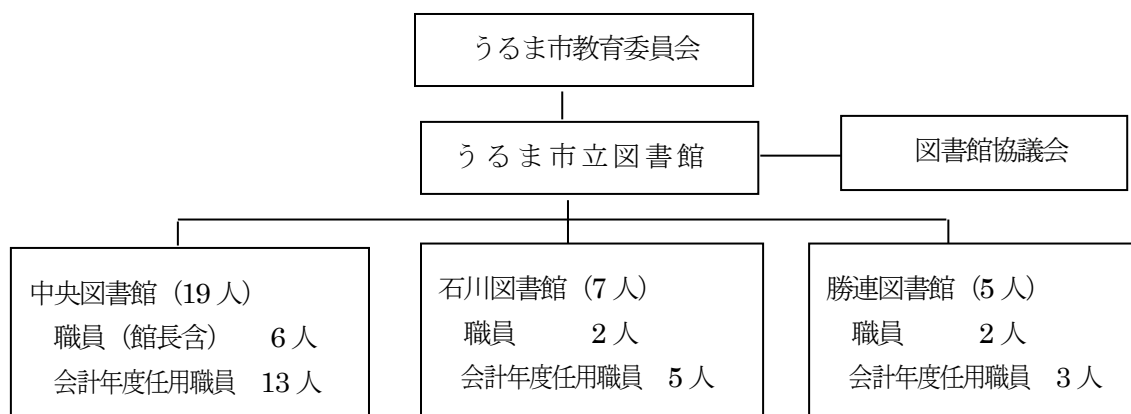 うるま市教育委員会
うるま市立図書館
図書館協議会
中央図書館（19 人）
職員（館長含） 6 人
会計年度任用職員 13 人
石川図書館（7 人）
職員 2 人
会計年度任用職員 5 人
勝連図書館（5 人）
職員 2 人
会計年度任用職員 3 人